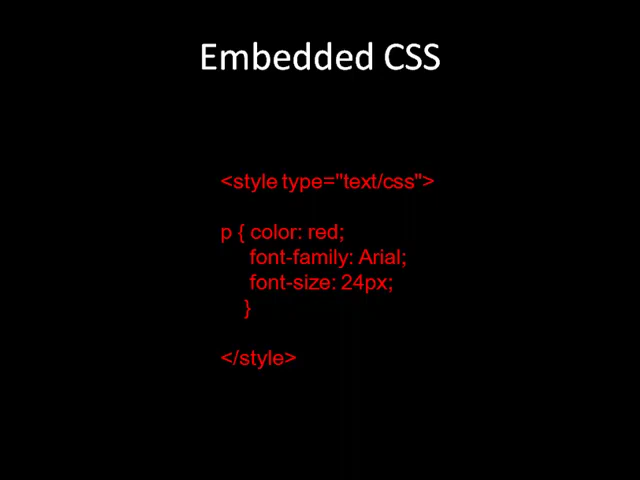 Embedded CSS
<style type="text/css">
p { color: red;
font-family: Arial;
font-size: 24px;
}
</style>